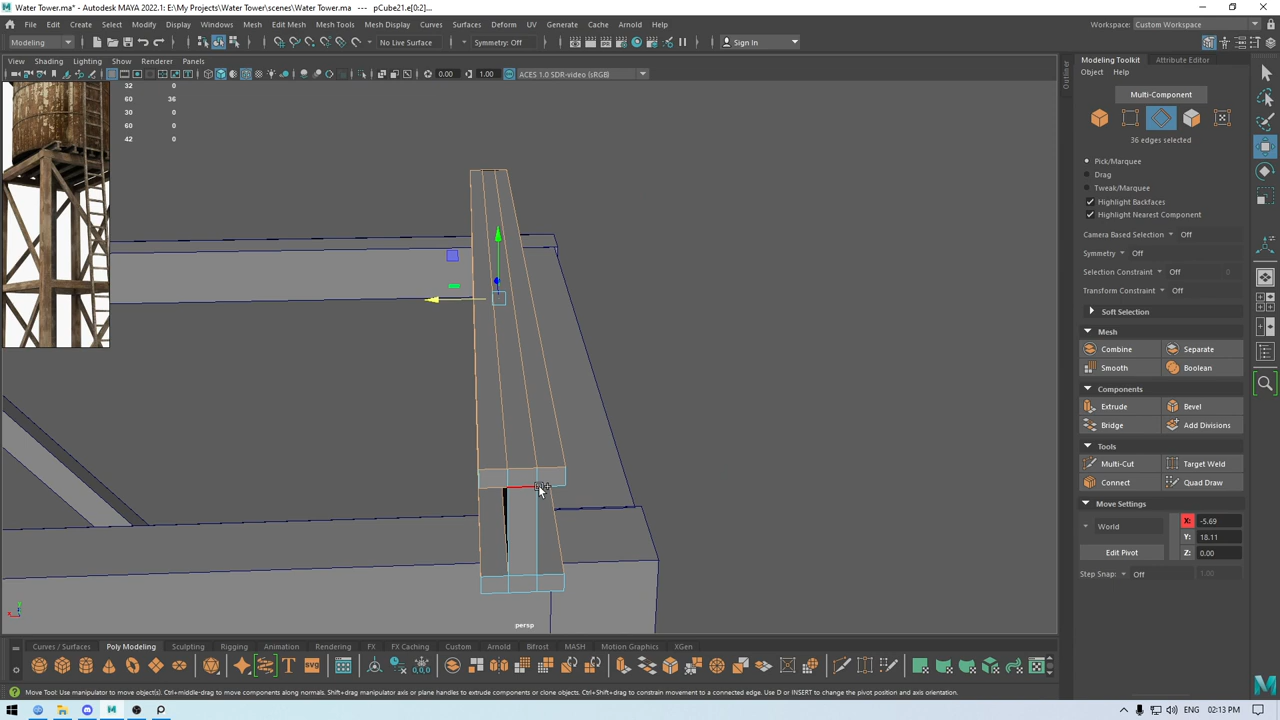 Water Tower.ma* - Autodesk MAYA 2022.1: E:\My Projects\Water Tower\scenes\Water Tower.ma   ---   pCube21.e[0:2]...
File Edit Create Select Modify Display Windows Mesh Edit Mesh Mesh Tools Mesh Display Curves Surfaces Deform UV Generate Cache Arnold Help
Workspace: Custom Workspace
Modeling No Live Surface Symmetry: Off Sign In
View Shading Lighting Show Renderer Panels
0.00 1.00 ACES 1.0 SDR-video (sRGB)
32 0
60 36
30 0
60 0
42 0
persp
Outliner
Modeling Toolkit Attribute Editor
Object Help
Multi-Component
36 edges selected
Pick/Marquee
Drag
Tweak/Marquee
Highlight Backfaces
Highlight Nearest Component
Camera Based Selection Off
Symmetry Off
Selection Constraint Off
Transform Constraint Off
Soft Selection
Mesh
Combine Separate
Smooth Boolean
Components
Extrude Bevel
Bridge Add Divisions
Tools
Multi-Cut Target Weld
Connect Quad Draw
Move Settings
World X: -5.69
Y: 18.11
Edit Pivot Z: 0.00
Step Snap: Off 1.00
Curves / Surfaces Poly Modeling Sculpting Rigging Animation Rendering FX FX Caching Custom Arnold Bifrost MASH Motion Graphics XGen
Move Tool: Use manipulator to move object(s). Ctrl+middle-drag to move components along normals. Shift+drag manipulator axis or plane handles to extrude components or clone objects. Ctrl+Shift+drag to constrain movement to a connected edge. Use D or INSERT to change the pivot position and axis orientation.
ENG 02:13 PM